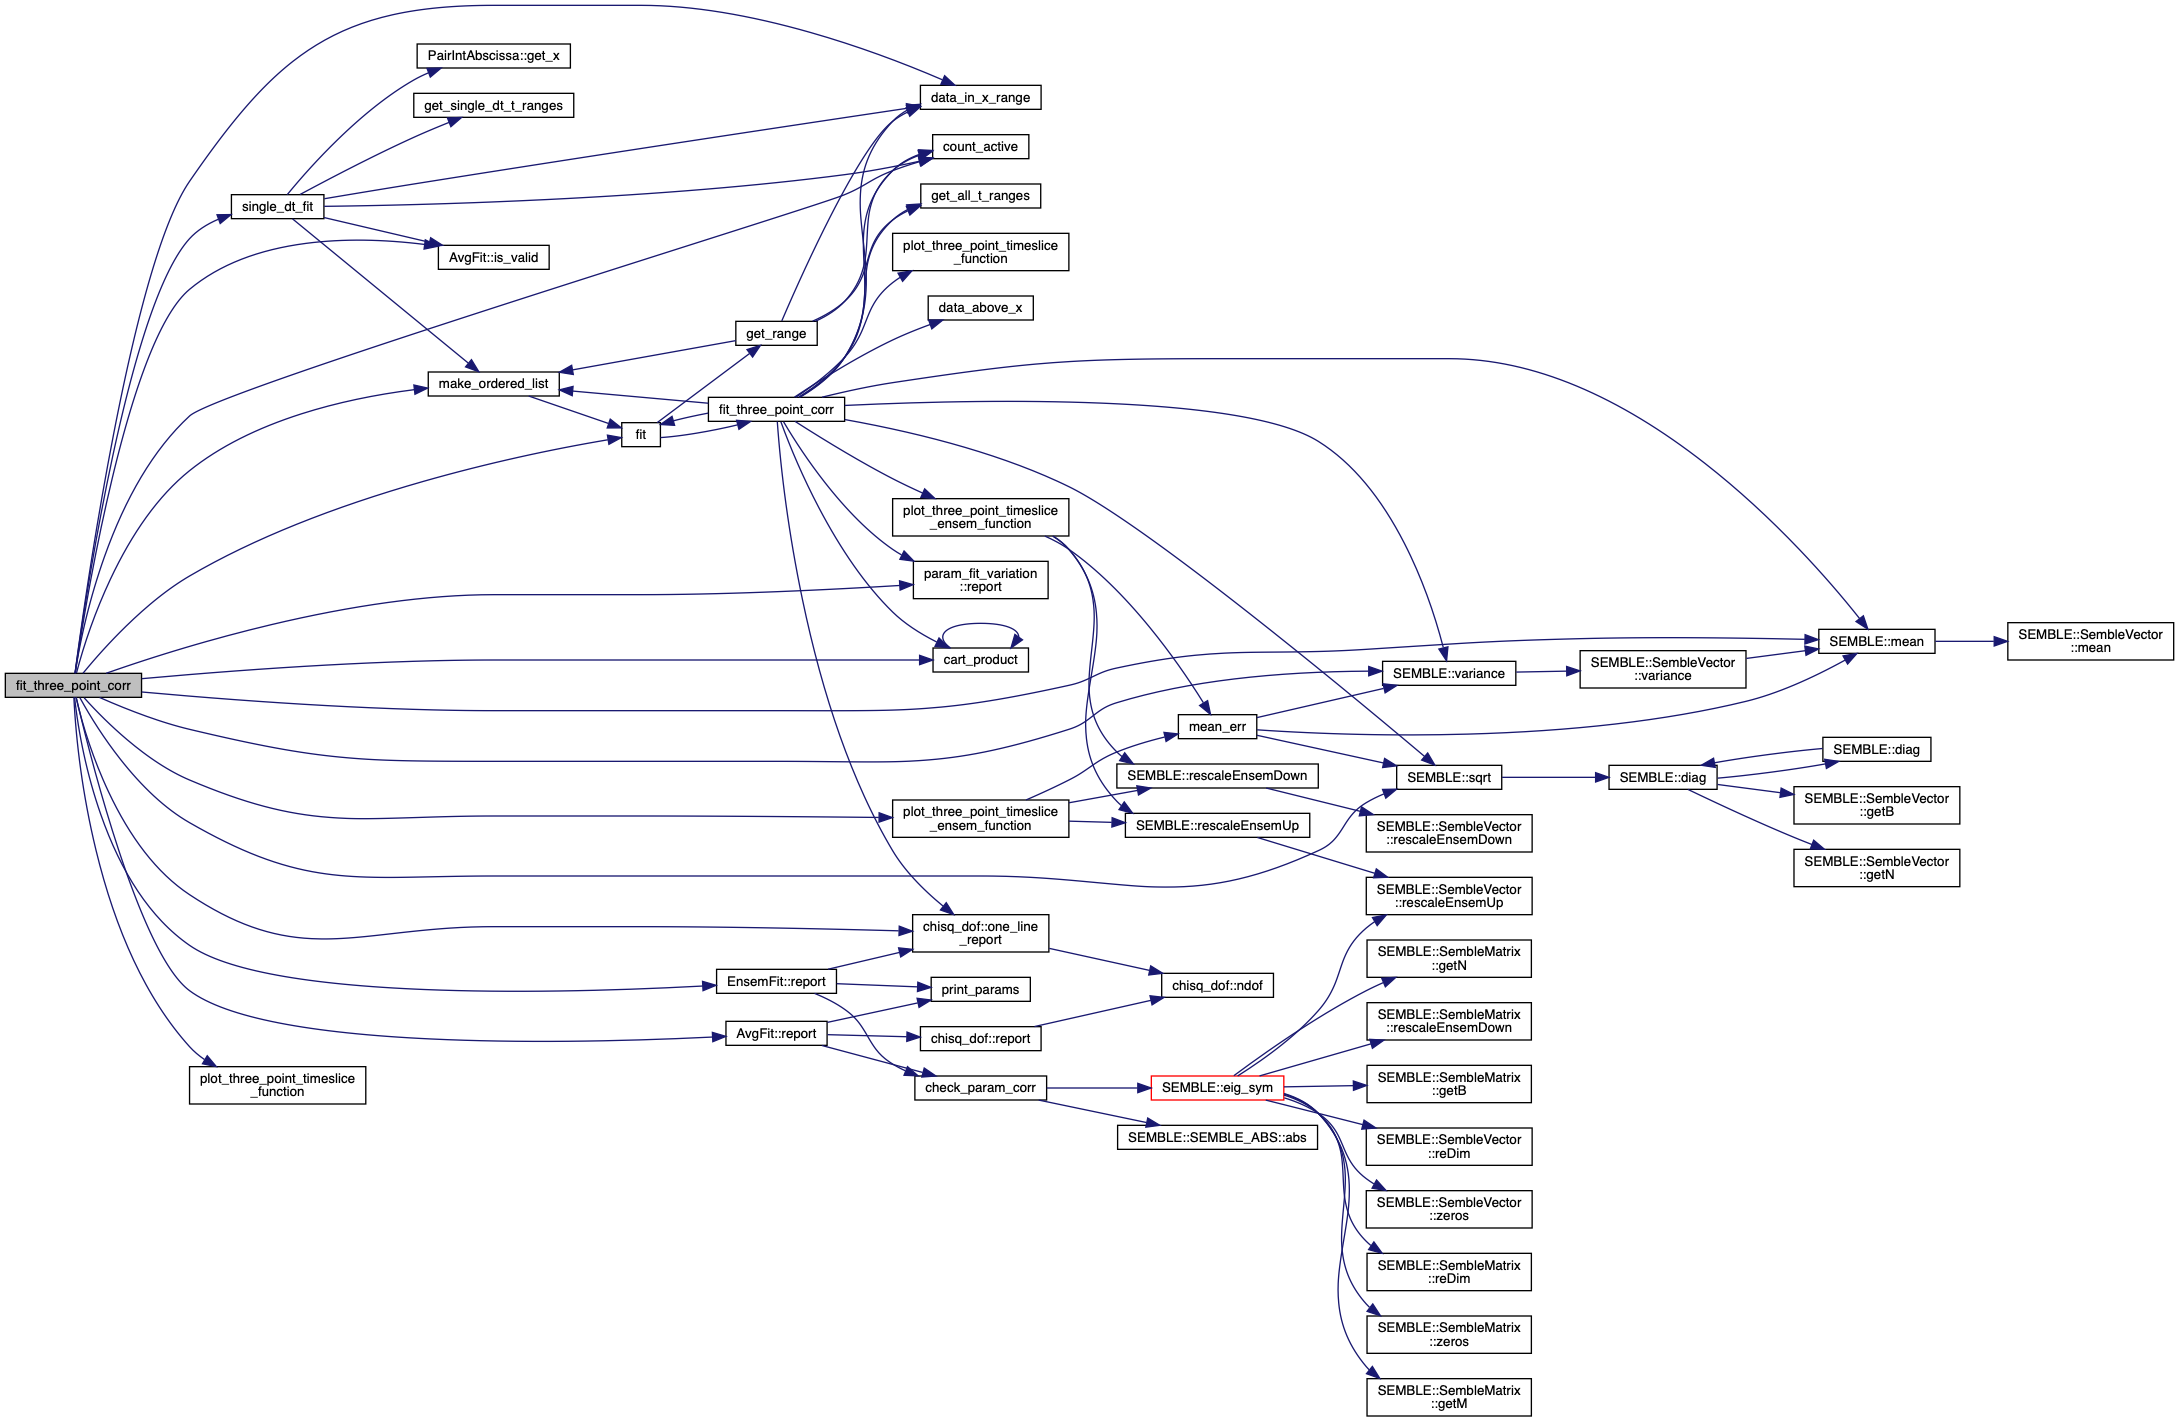 PairIntAbscissa::get_x
data_in_x_range
get_single_dt_t_ranges
count_active
get_all_t_ranges
single_dt_fit
plot_three_point_timeslice
_function
AvgFit::is_valid
data_above_x
get_range
make_ordered_list
fit_three_point_corr
fit
plot_three_point_timeslice
_ensem_function
param_fit_variation
::report
SEMBLE::mean
SEMBLE::SembleVector
::mean
cart_product
SEMBLE::variance
SEMBLE::SembleVector
::variance
fit_three_point_corr
mean_err
SEMBLE::diag
SEMBLE::rescaleEnsemDown
SEMBLE::sqrt
SEMBLE::diag
SEMBLE::SembleVector
::getB
plot_three_point_timeslice
_ensem_function
SEMBLE::rescaleEnsemUp
SEMBLE::SembleVector
::rescaleEnsemDown
SEMBLE::SembleVector
::getN
SEMBLE::SembleVector
::rescaleEnsemUp
chisq_dof::one_line
_report
SEMBLE::SembleMatrix
::getN
EnsemFit::report
print_params
chisq_dof::ndof
SEMBLE::SembleMatrix
::rescaleEnsemDown
AvgFit::report
chisq_dof::report
plot_three_point_timeslice
_function
check_param_corr
SEMBLE::eig_sym
SEMBLE::SembleMatrix
::getB
SEMBLE::SEMBLE_ABS::abs
SEMBLE::SembleVector
::reDim
SEMBLE::SembleVector
::zeros
SEMBLE::SembleMatrix
::reDim
SEMBLE::SembleMatrix
::zeros
SEMBLE::SembleMatrix
::getM